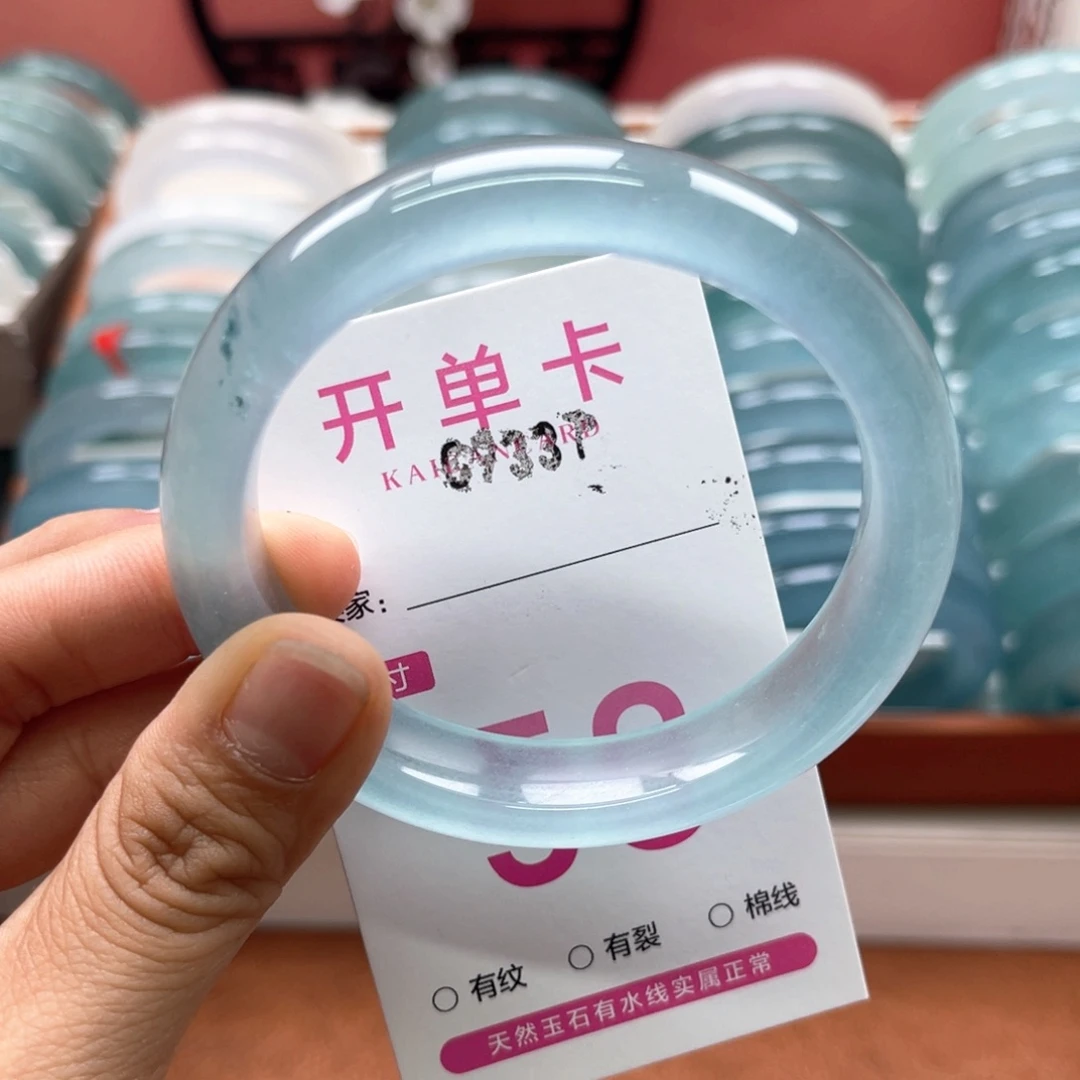 开单卡
家：
寸
有纹 有裂 棉线
天然玉石有水线实属正常